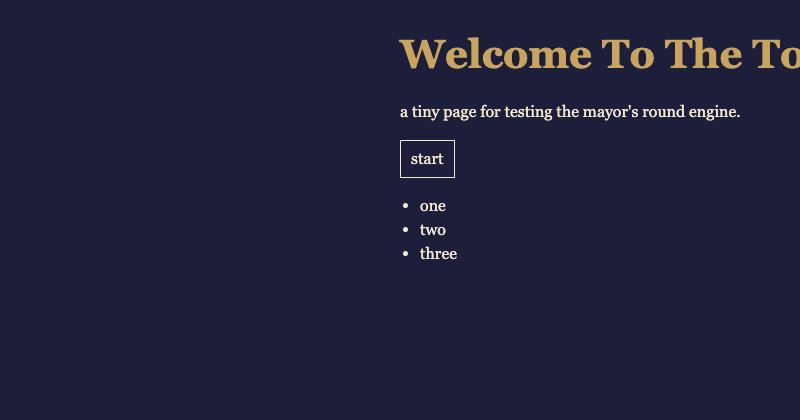 Welcome To The To
a tiny page for testing the mayor's round engine.
start
one
two
three